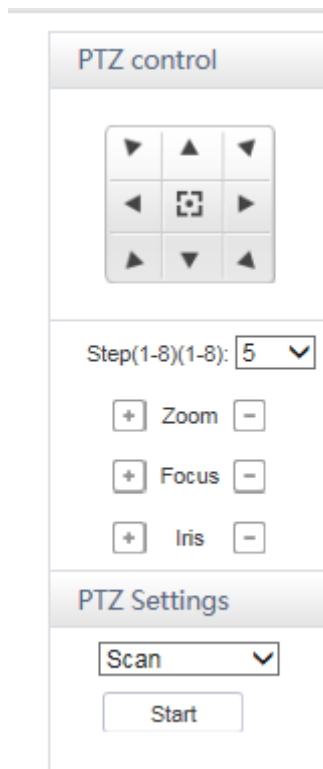 PTZ control
Step(1-8)(1-8): 5
+ Zoom -
+ Focus -
+ Iris -
PTZ Settings
Scan
Start